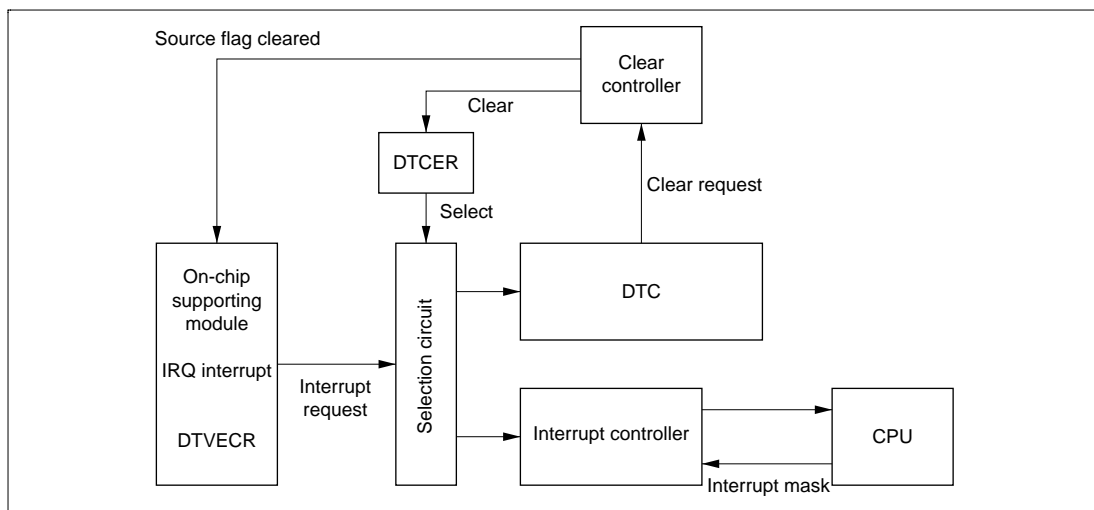 Source flag cleared
Clear
controller
Clear
DTCER
Clear request
Select
On-chip
supporting
module
IRQ interrupt
DTVECR
Interrupt
request
Selection circuit
DTC
Interrupt controller
CPU
Interrupt mask